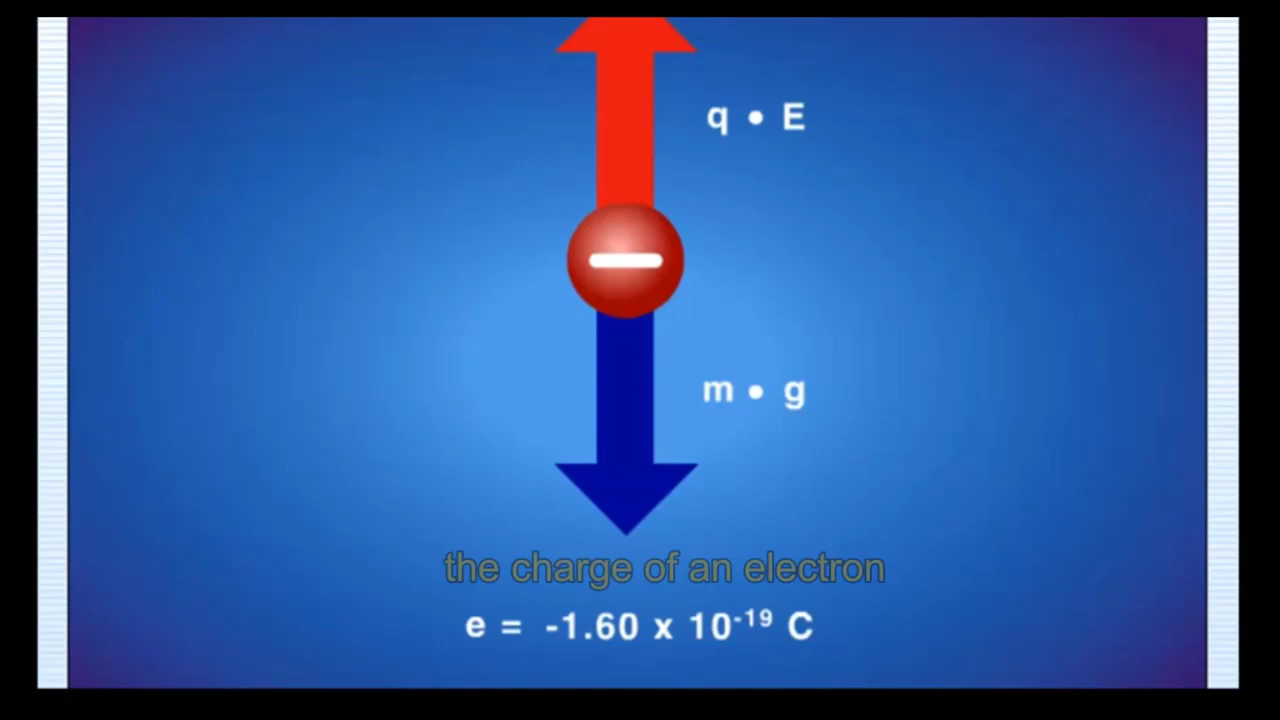 q • E
m • g
the charge of an electron
e = -1.60 x 10⁻¹⁹ C